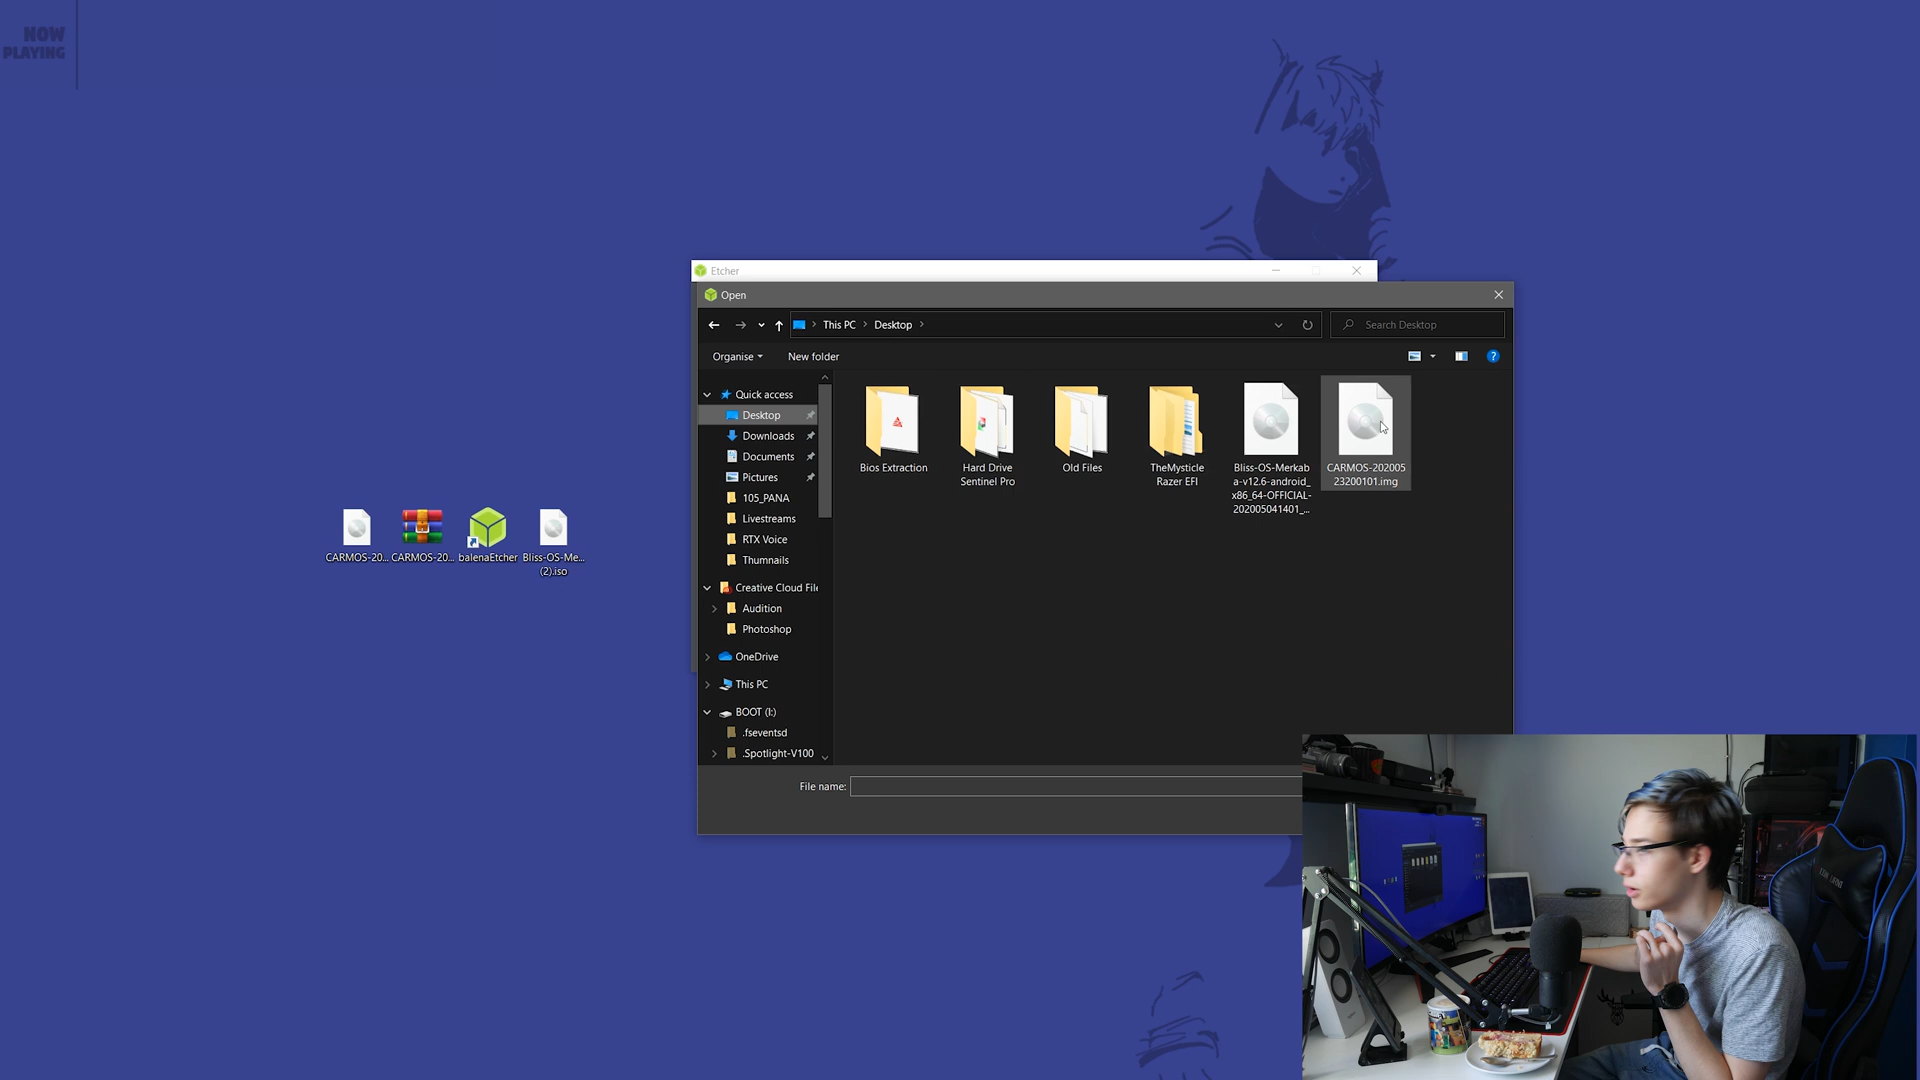 NOW
PLAYING
Etcher
Open
This PC
Desktop
Search Desktop
Organise
New folder
?
Quick access
Desktop
Downloads
Documents
Pictures
105_PANA
Livestreams
RTX Voice
Thumnails
Creative Cloud File
Audition
Photoshop
OneDrive
This PC
BOOT (I:)
.fseventsd
.Spotlight-V100
Bios Extraction
Hard Drive
Sentinel Pro
Old Files
TheMysticle
Razer EFI
Bliss-OS-Merkab
a-v12.6-android_
x86_64-OFFICIAL-
202005041401_...
CARMOS-202005
23200101.img
File name:
CARMOS-20...
CARMOS-20...
balenaEtcher
Bliss-OS-Me...
(2).iso